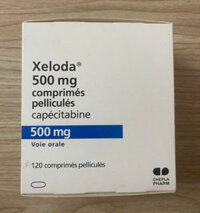 Xeloda®
500 mg
comprimés
pelliculés
capécitabine
500 mg
Voie orale
120 comprimés pelliculés
CHEPLA
PHARM